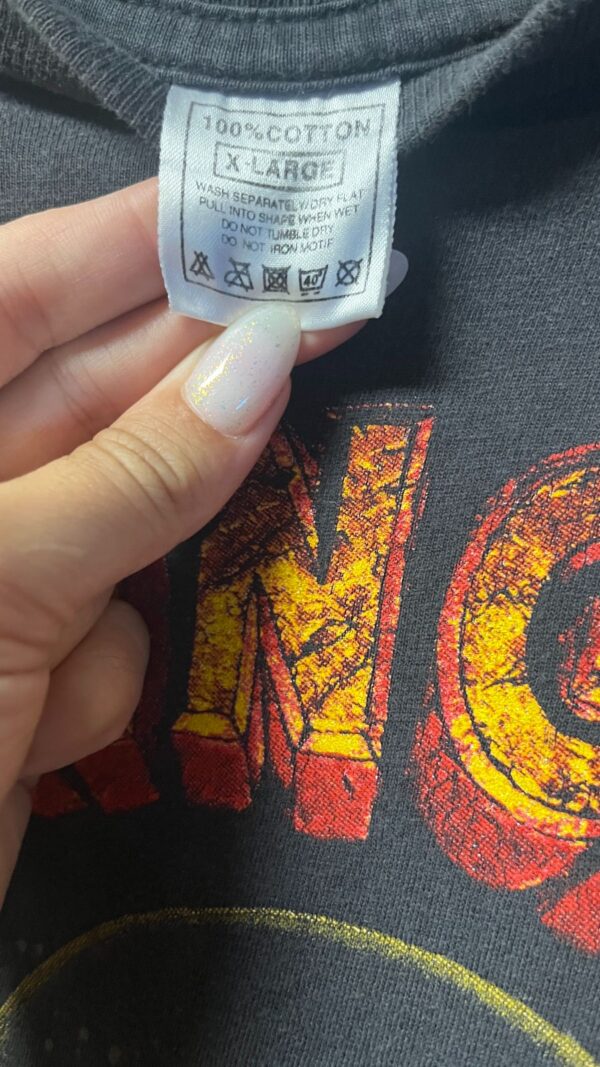 100% COTTON
X-LARGE
WASH SEPARATELY/DRY FLAT
PULL INTO SHAPE WHEN WET
DO NOT TUMBLE DRY
DO NOT IRON MOTIF
40°
N